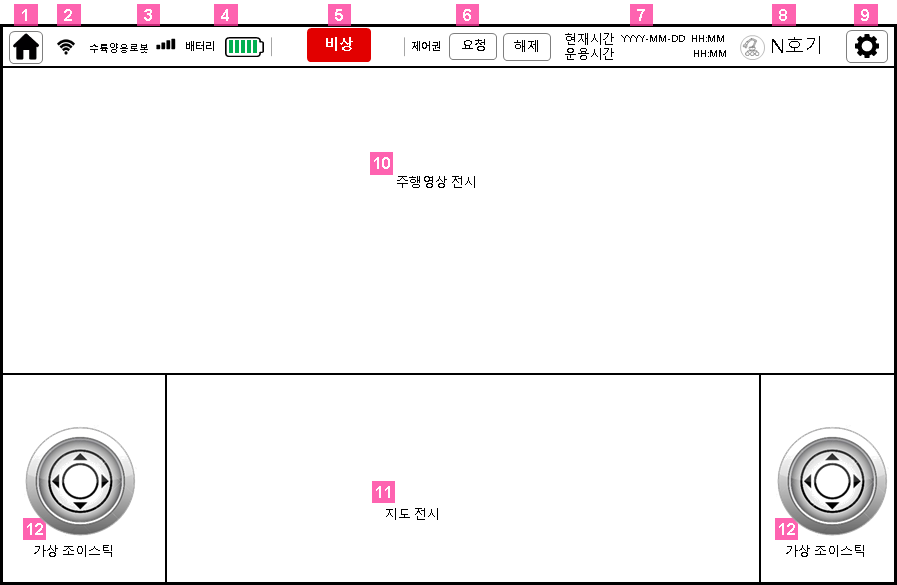 1 2 3 4 5 6 7 8 9
수륙양용로봇 배터리 비상 제어권 요청 해제 현재시간 YYYY-MM-DD HH:MM N호기
운용시간 HH:MM
10
주행영상 전시
11
지도 전시
12
가상 조이스틱
12
가상 조이스틱